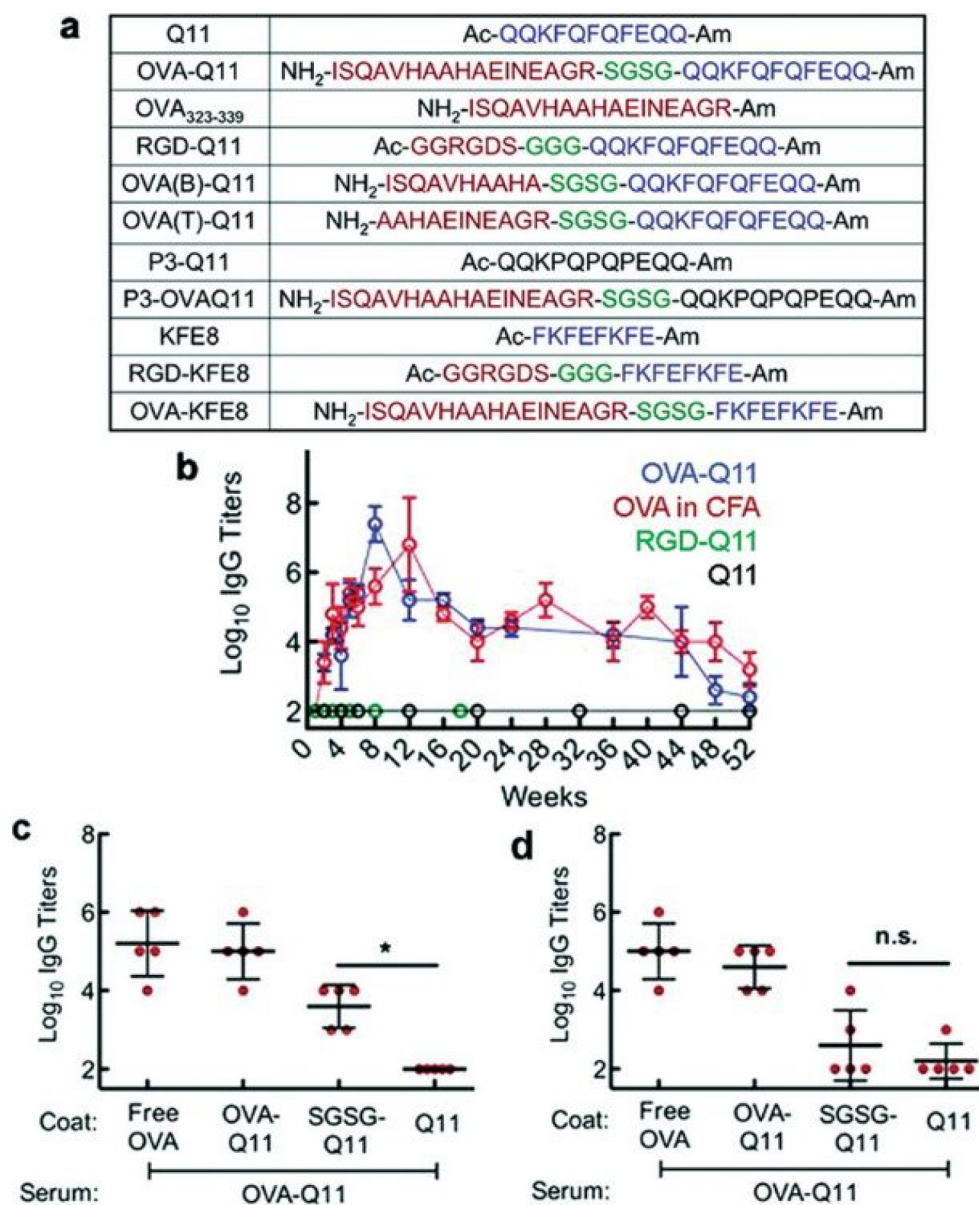 a
Q11 Ac-QQKFQFQFEQQ-Am
OVA-Q11 NH2-ISQAVHAAHAEINEAGR-SGSG-QQKFQFQFEQQ-Am
OVA323-339 NH2-ISQAVHAAHAEINEAGR-Am
RGD-Q11 Ac-GGRGDS-GGG-QQKFQFQFEQQ-Am
OVA(B)-Q11 NH2-ISQAVHAAHA-SGSG-QQKFQFQFEQQ-Am
OVA(T)-Q11 NH2-AAHAEINEAGR-SGSG-QQKFQFQFEQQ-Am
P3-Q11 Ac-QQKPQPQPEQQ-Am
P3-OVAQ11 NH2-ISQAVHAAHAEINEAGR-SGSG-QQKPQPQPEQQ-Am
KFE8 Ac-FKFEFKFE-Am
RGD-KFE8 Ac-GGRGDS-GGG-FKFEFKFE-Am
OVA-KFE8 NH2-ISQAVHAAHAEINEAGR-SGSG-FKFEFKFE-Am
b
Log10 IgG Titers
8
6
4
2
OVA-Q11
OVA in CFA
RGD-Q11
Q11
0 4 8 12 16 20 24 28 32 36 40 44 48 52
Weeks
c
Log10 IgG Titers
8
6
4
2
*
Coat: Free OVA OVA-Q11 SGSG-Q11 Q11
Serum: OVA-Q11
d
Log10 IgG Titers
8
6
4
2
n.s.
Coat: Free OVA OVA-Q11 SGSG-Q11 Q11
Serum: OVA-Q11